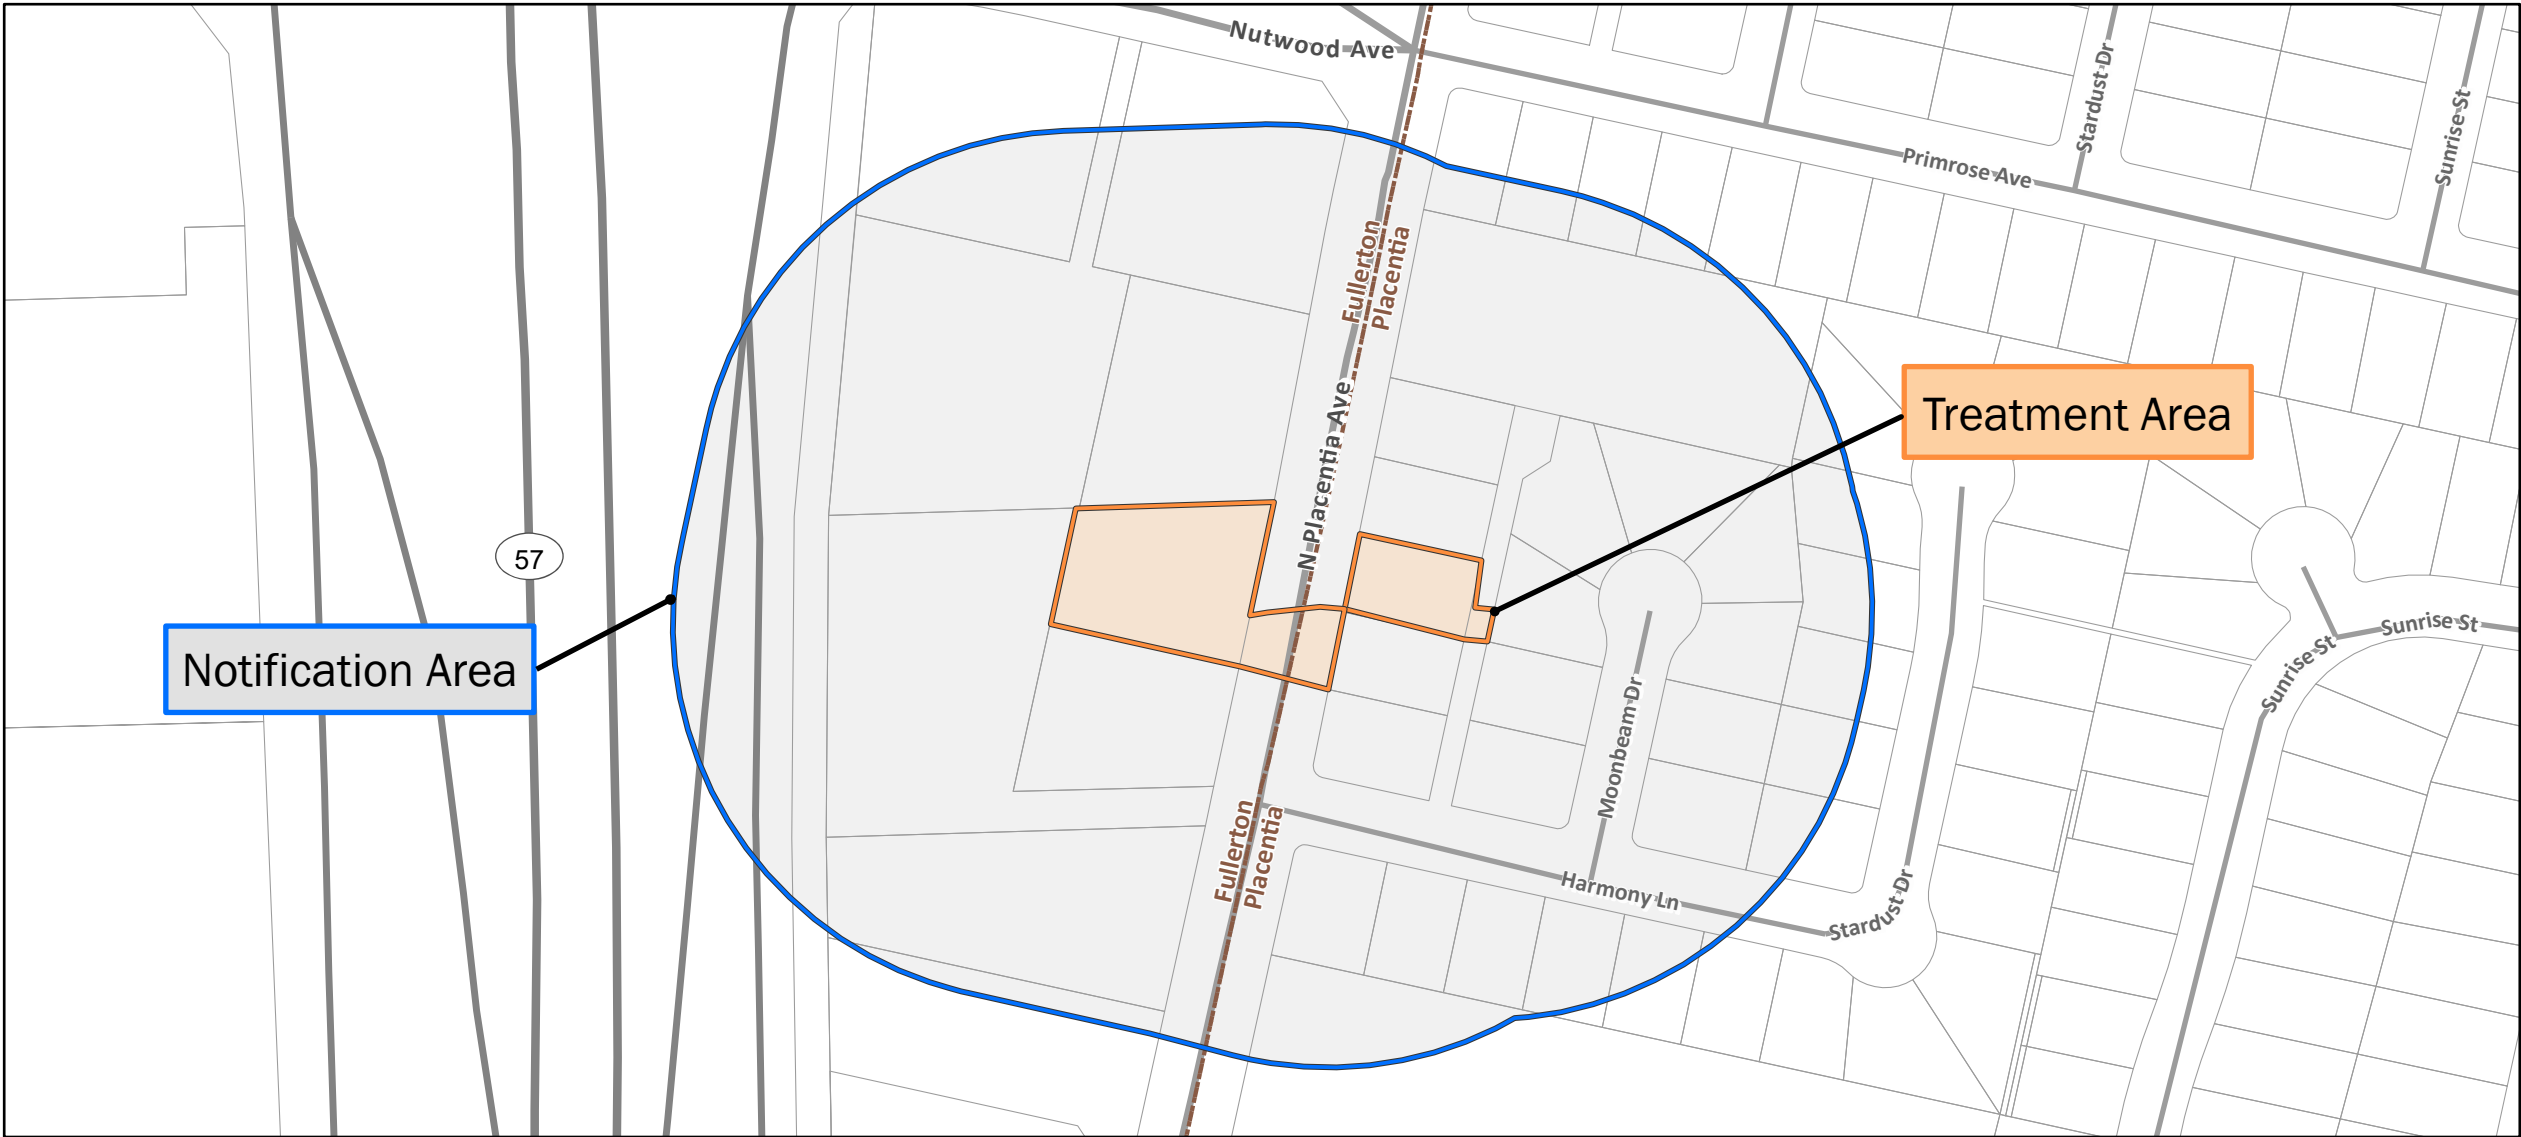 Nutwood Ave
Stardust Dr
Sunrise St
Primrose Ave
Fullerton
Placentia
N Placentia Ave
Treatment Area
57
Notification Area
Sunrise St
Sunrise St
Moonbeam Dr
Fullerton
Placentia
Harmony Ln
Stardust Dr